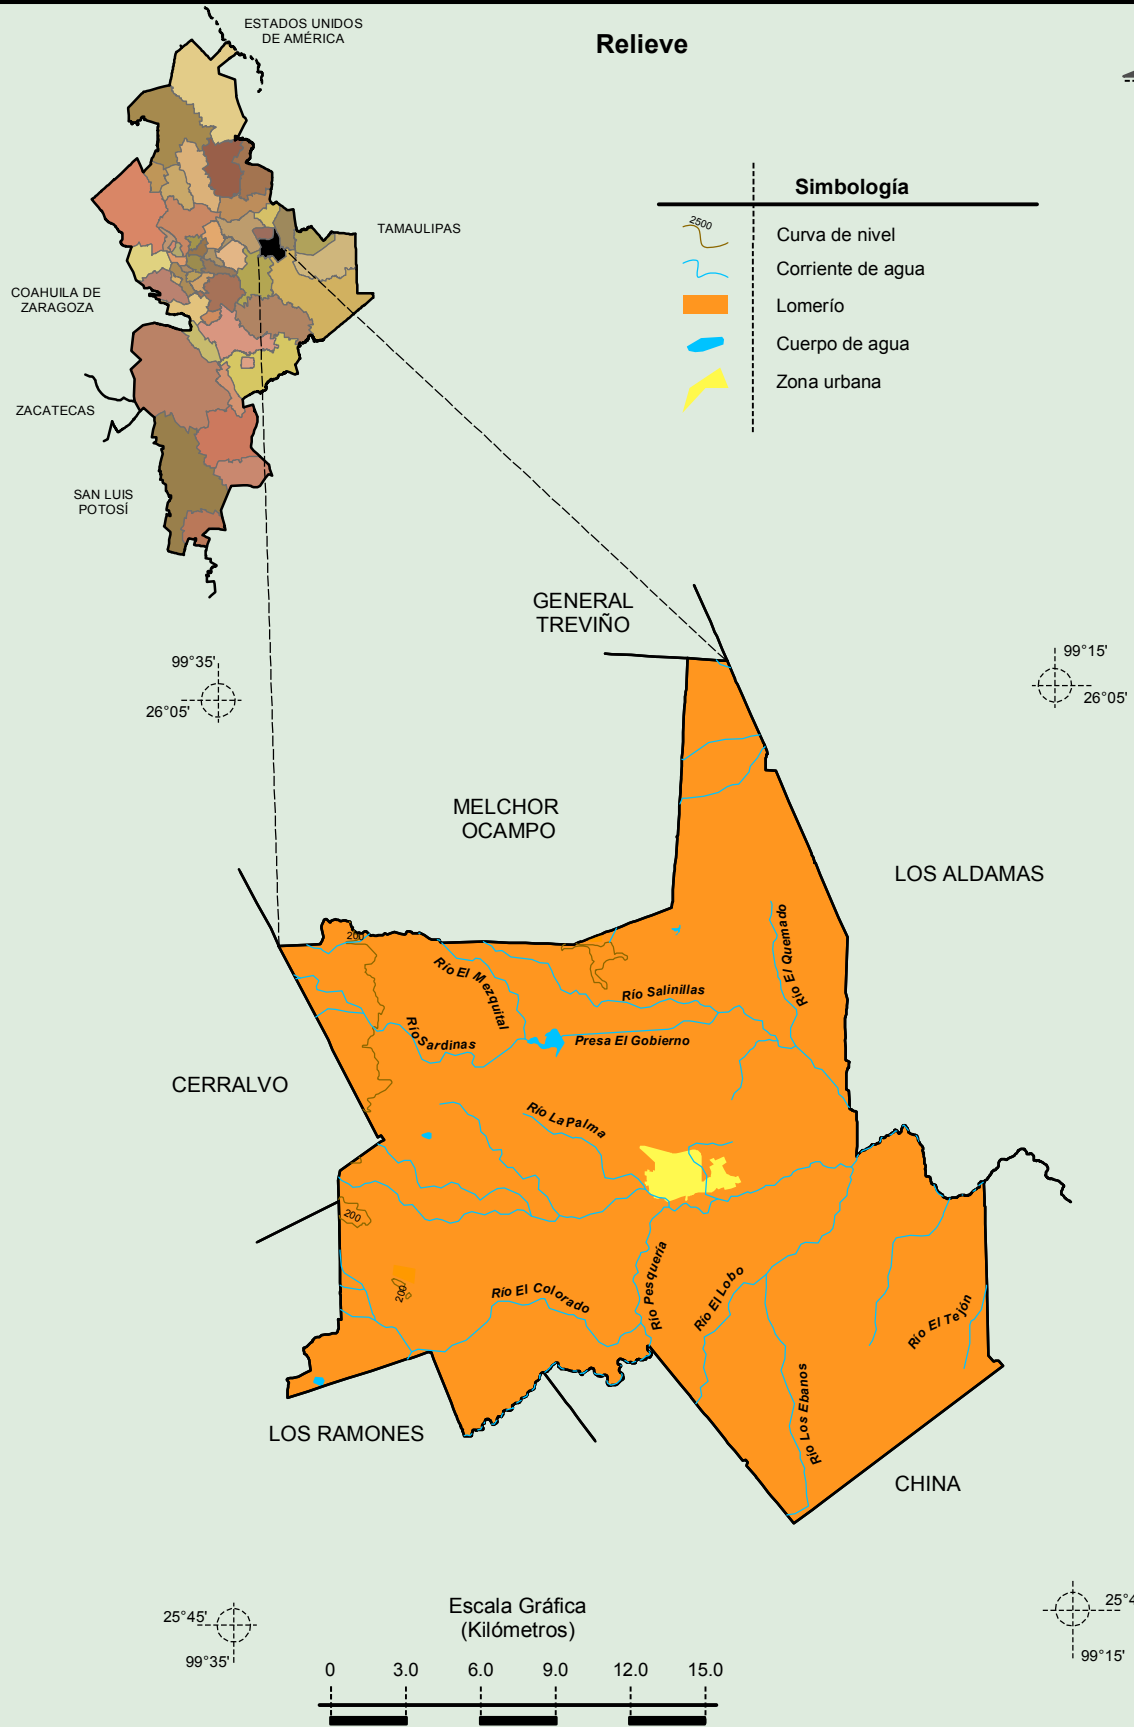 ESTADOS UNIDOS
DE AMÉRICA
Relieve
TAMAULIPAS
COAHUILA DE
ZARAGOZA
ZACATECAS
SAN LUIS
POTOSÍ
Simbología
2500
Curva de nivel
Corriente de agua
Lomerío
Cuerpo de agua
Zona urbana
GENERAL
TREVIÑO
99°35'
26°05'
99°15'
26°05'
MELCHOR
OCAMPO
LOS ALDAMAS
CERRALVO
200
Río El Mezquital
Río Salinillas
Río El Quemado
Río Sardinas
Presa El Gobierno
Río La Palma
200
200
Río El Colorado
Río Pesquería
Río El Lobo
Río Los Ebanos
Río El Tejón
LOS RAMONES
CHINA
25°45'
99°35'
Escala Gráfica
(Kilómetros)
0 3.0 6.0 9.0 12.0 15.0
25°4
99°15'